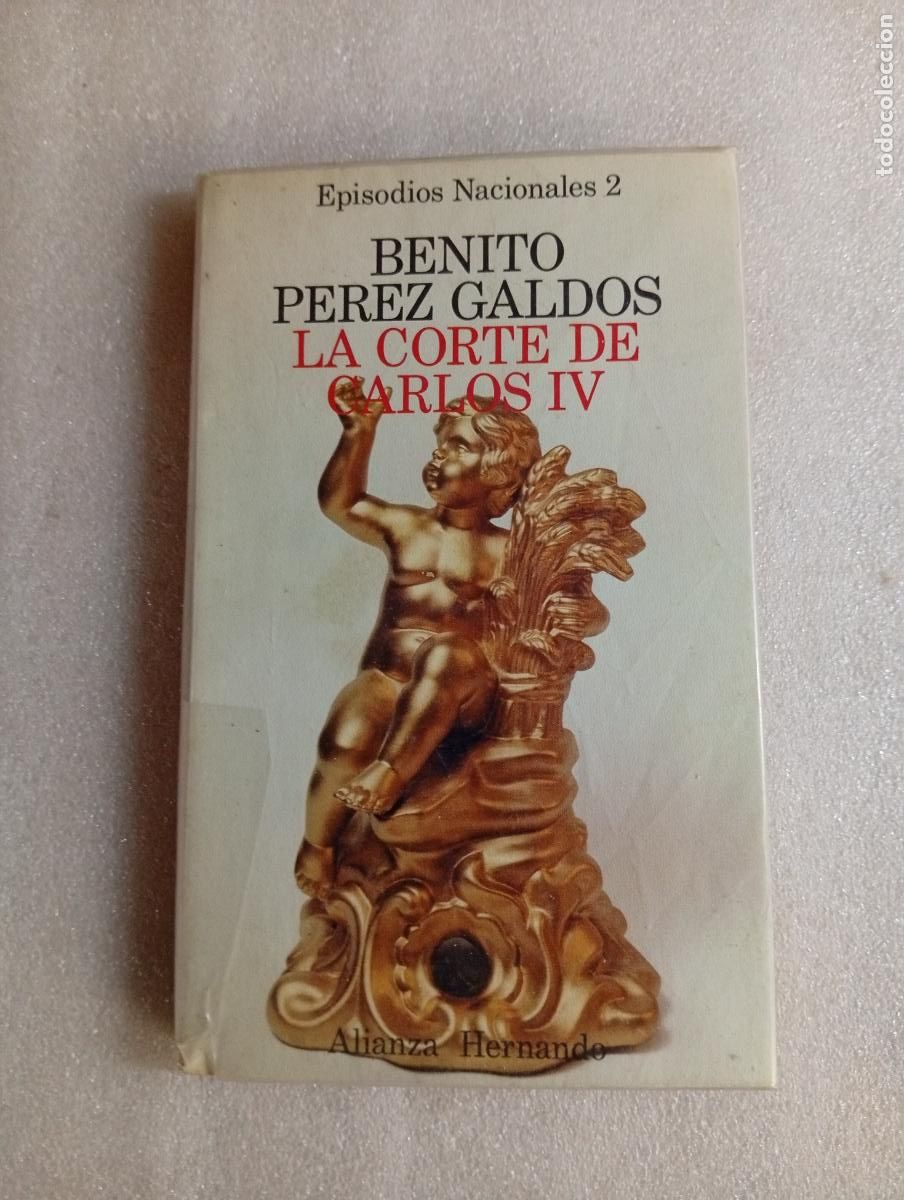 Episodios Nacionales 2
BENITO
PEREZ GALDOS
LA CORTE DE
CARLOS IV
Alianza Hernando
todocoleccion